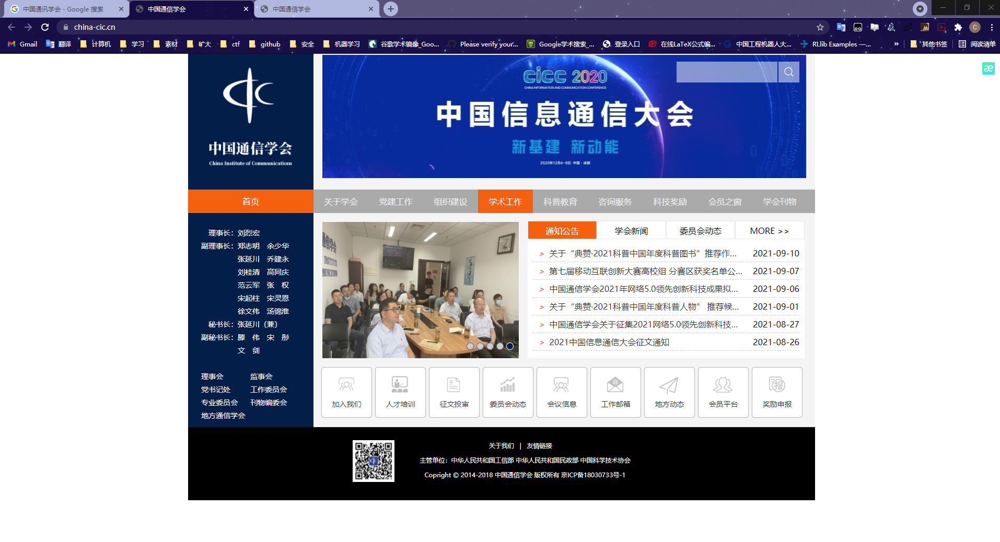 中国通讯学会 - Google 搜索
中国通信学会
中国通信学会
china-cic.cn
Gmail 翻译 计算机 学习 素材 矿大 ctf github 安全 机器学习 谷歌学术镜像_Goo... Please verify your... Google学术搜索_... 登录入口 在线LaTeX公式编... 中国工程机器人大... RLlib Examples —... » 其他书签 阅读清单
æ
CIC
中国通信学会
China Institute of Communications
CICC 2020
CHINA INFORMATION AND COMMUNICATION CONFERENCE
中国信息通信大会
新基建 新动能
2020年12月4-6日 中国·成都
首页 关于学会 党建工作 组织建设 学术工作 科普教育 咨询服务 科技奖励 会员之窗 学会刊物
理事长：刘烈宏
副理事长：郑志明 余少华
张延川 乔建永
刘桂清 高同庆
范云军 张 权
宋起柱 宋灵恩
徐文伟 汤锦淮
秘书长：张延川（兼）
副秘书长：滕 伟 宋 彤
文 剑
理事会 监事会
党书记处 工作委员会
专业委员会 刊物编委会
地方通信学会
通知公告 学会新闻 委员会动态 MORE >>
> 关于“典赞·2021科普中国年度科普图书”推荐作... 2021-09-10
> 第七届移动互联创新大赛高校组 分赛区获奖名单公... 2021-09-07
> 中国通信学会2021年网络5.0领先创新科技成果拟... 2021-09-06
> 关于“典赞·2021科普中国年度科普人物” 推荐候... 2021-09-01
> 中国通信学会关于征集2021网络5.0领先创新科技... 2021-08-27
> 2021中国信息通信大会征文通知 2021-08-26
加入我们 人才培训 征文投审 委员会动态 会议信息 工作邮箱 地方动态 会员平台 奖励申报
关于我们 | 友情链接
主管单位：中华人民共和国工信部 中华人民共和国民政部 中国科学技术协会
Copright © 2014-2018 中国通信学会 版权所有 京ICP备18030733号-1